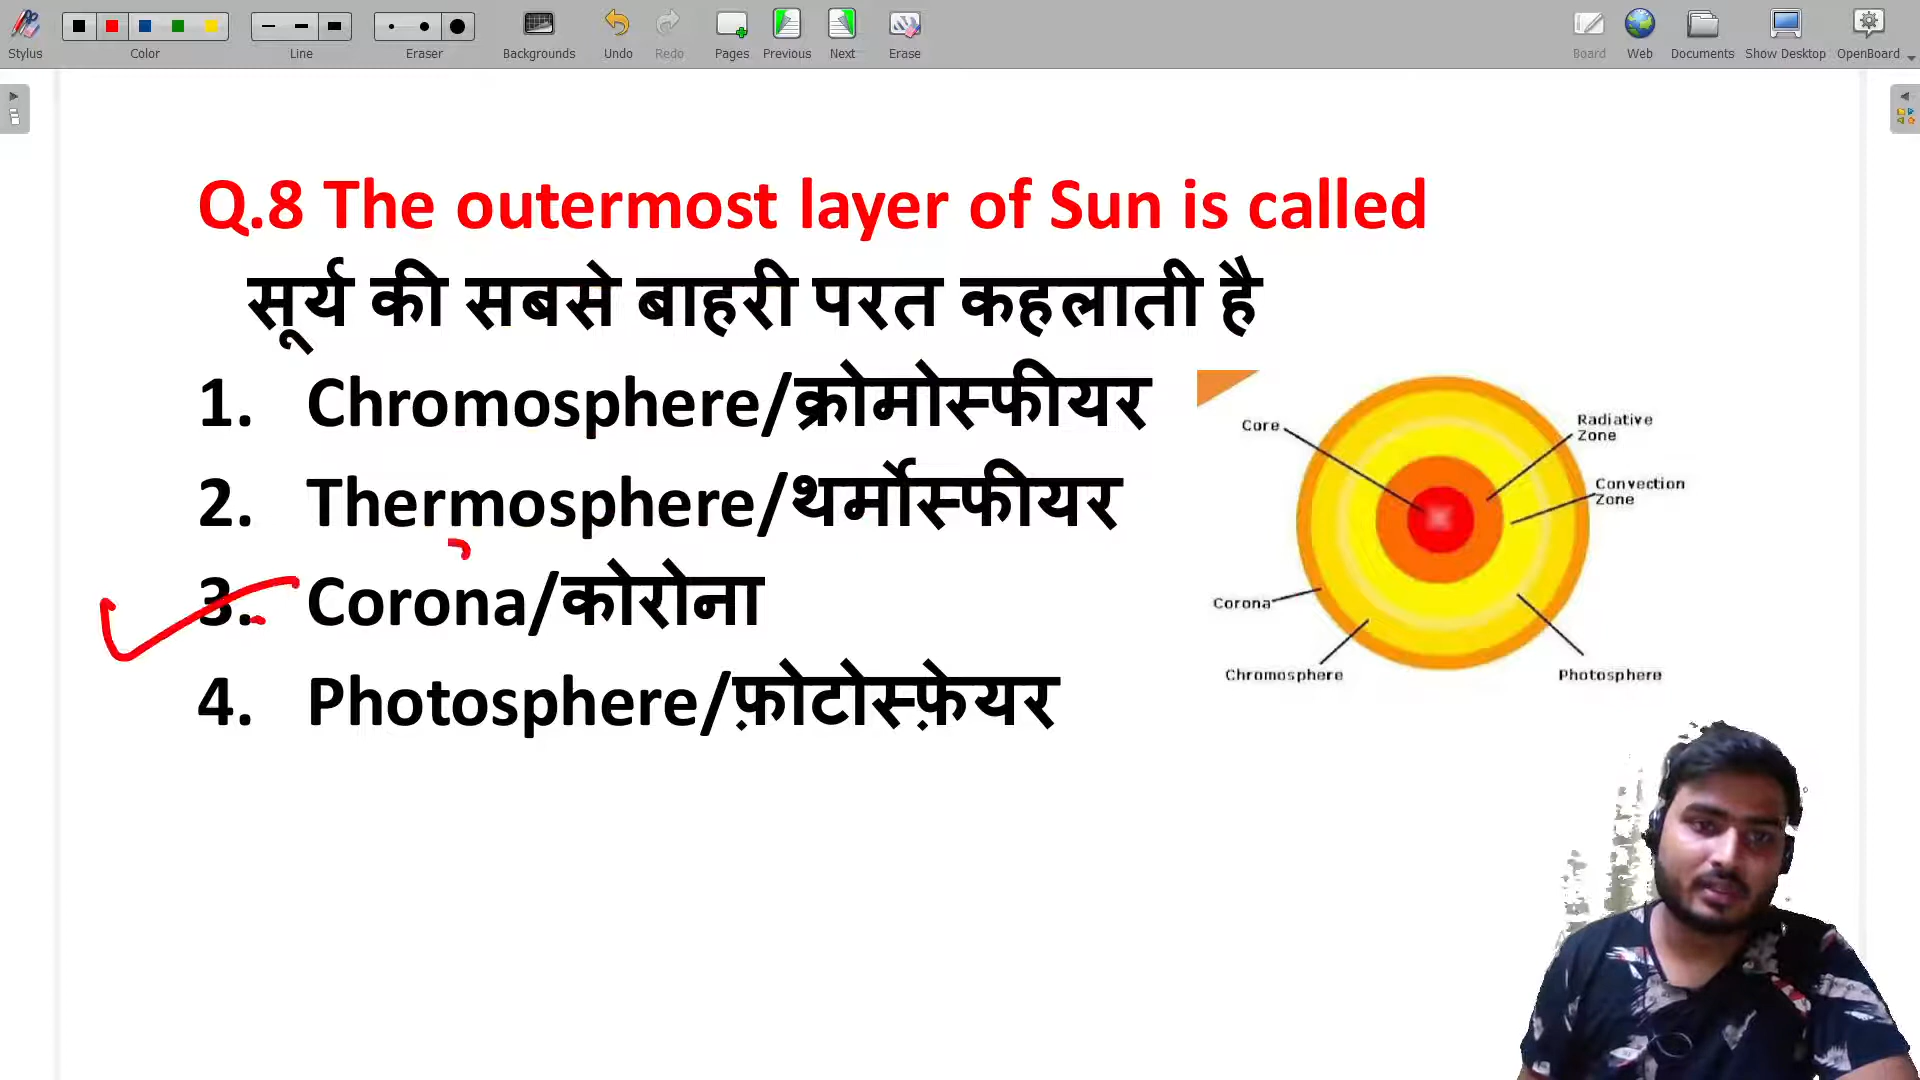 Stylus
Color
Line
Eraser
Backgrounds
Undo
Redo
Pages
Previous
Next
Erase
Board
Web
Documents
Show Desktop
OpenBoard
Q.8 The outermost layer of Sun is called
सूर्य की सबसे बाहरी परत कहलाती है
1. Chromosphere/क्रोमोस्फीयर
2. Thermosphere/थर्मोस्फीयर
3. Corona/कोरोना
4. Photosphere/फ़ोटोस्फ़ेयर
Core
Radiative
Zone
Convection
Zone
Corona
Chromosphere
Photosphere